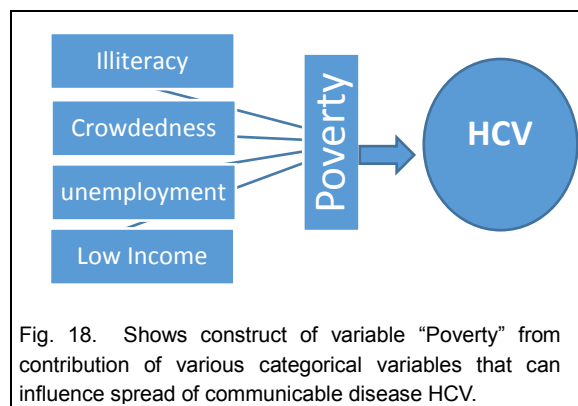 Illiteracy
Crowdedness
unemployment
Low Income
Poverty
HCV
Fig. 18. Shows construct of variable “Poverty” from
contribution of various categorical variables that can
influence spread of communicable disease HCV.